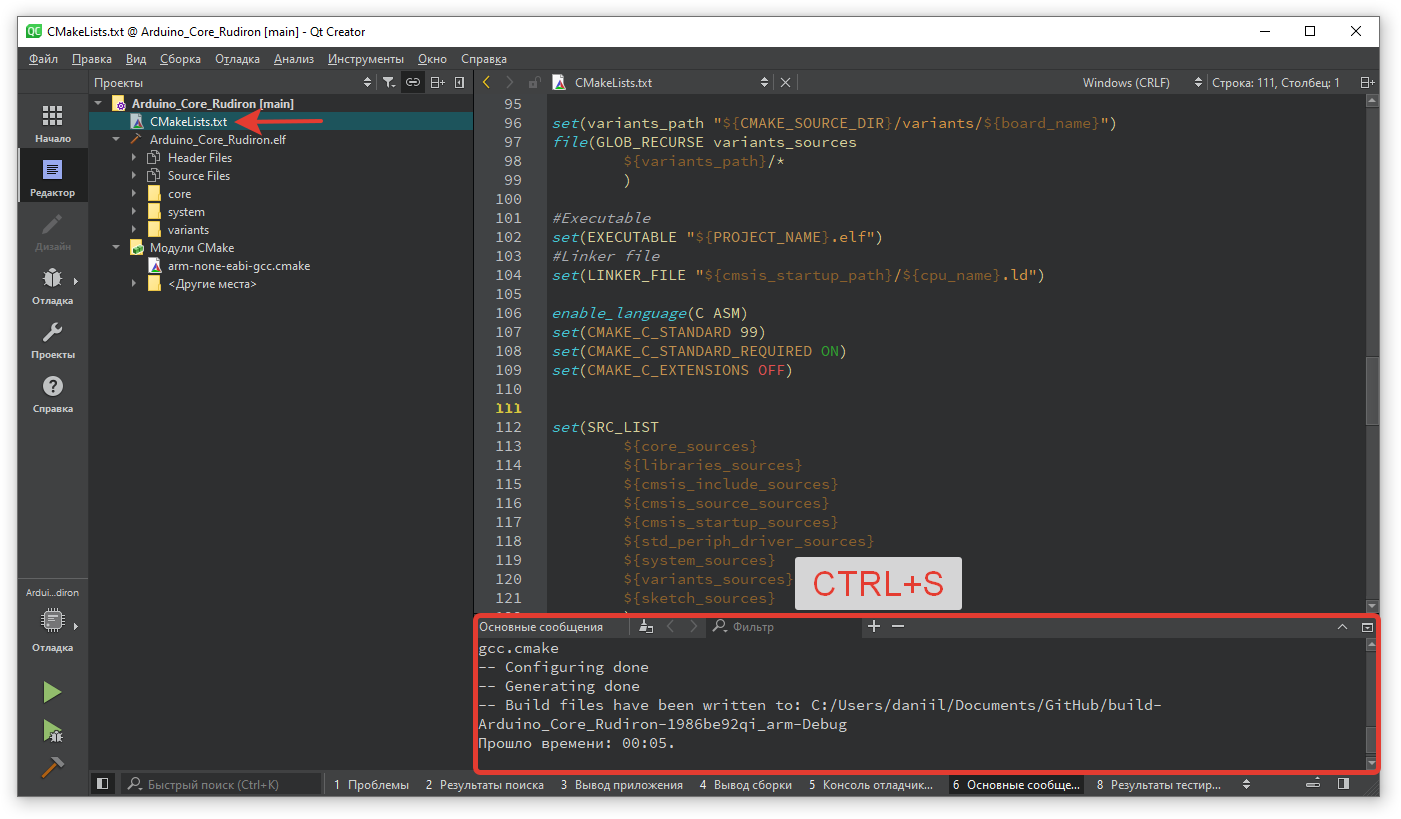 CMakeLists.txt @ Arduino_Core_Rudiron [main] - Qt Creator
Файл Правка Вид Сборка Отладка Анализ Инструменты Окно Справка
Проекты
CMakeLists.txt
Windows (CRLF)
Строка: 111, Столбец: 1
Начало
Редактор
Дизайн
Отладка
Проекты
Справка
Ardui...diron
Отладка
Arduino_Core_Rudiron [main]
CMakeLists.txt
Arduino_Core_Rudiron.elf
Header Files
Source Files
core
system
variants
Модули CMake
arm-none-eabi-gcc.cmake
<Другие места>
95
96 set(variants_path "${CMAKE_SOURCE_DIR}/variants/${board_name}")
97 file(GLOB_RECURSE variants_sources
98 ${variants_path}/*
99 )
100
101 #Executable
102 set(EXECUTABLE "${PROJECT_NAME}.elf")
103 #Linker file
104 set(LINKER_FILE "${cmsis_startup_path}/${cpu_name}.ld")
105
106 enable_language(C ASM)
107 set(CMAKE_C_STANDARD 99)
108 set(CMAKE_C_STANDARD_REQUIRED ON)
109 set(CMAKE_C_EXTENSIONS OFF)
110
111
112 set(SRC_LIST
113 ${core_sources}
114 ${libraries_sources}
115 ${cmsis_include_sources}
116 ${cmsis_source_sources}
117 ${cmsis_startup_sources}
118 ${std_periph_driver_sources}
119 ${system_sources}
120 ${variants_sources}
121 ${sketch_sources}
CTRL+S
Основные сообщения
Фильтр
gcc.cmake
-- Configuring done
-- Generating done
-- Build files have been written to: C:/Users/daniil/Documents/GitHub/build-
Arduino_Core_Rudiron-1986be92qi_arm-Debug
Прошло времени: 00:05.
Быстрый поиск (Ctrl+K)
1 Проблемы 2 Результаты поиска 3 Вывод приложения 4 Вывод сборки 5 Консоль отладчик... 6 Основные сообще... 8 Результаты тестир...